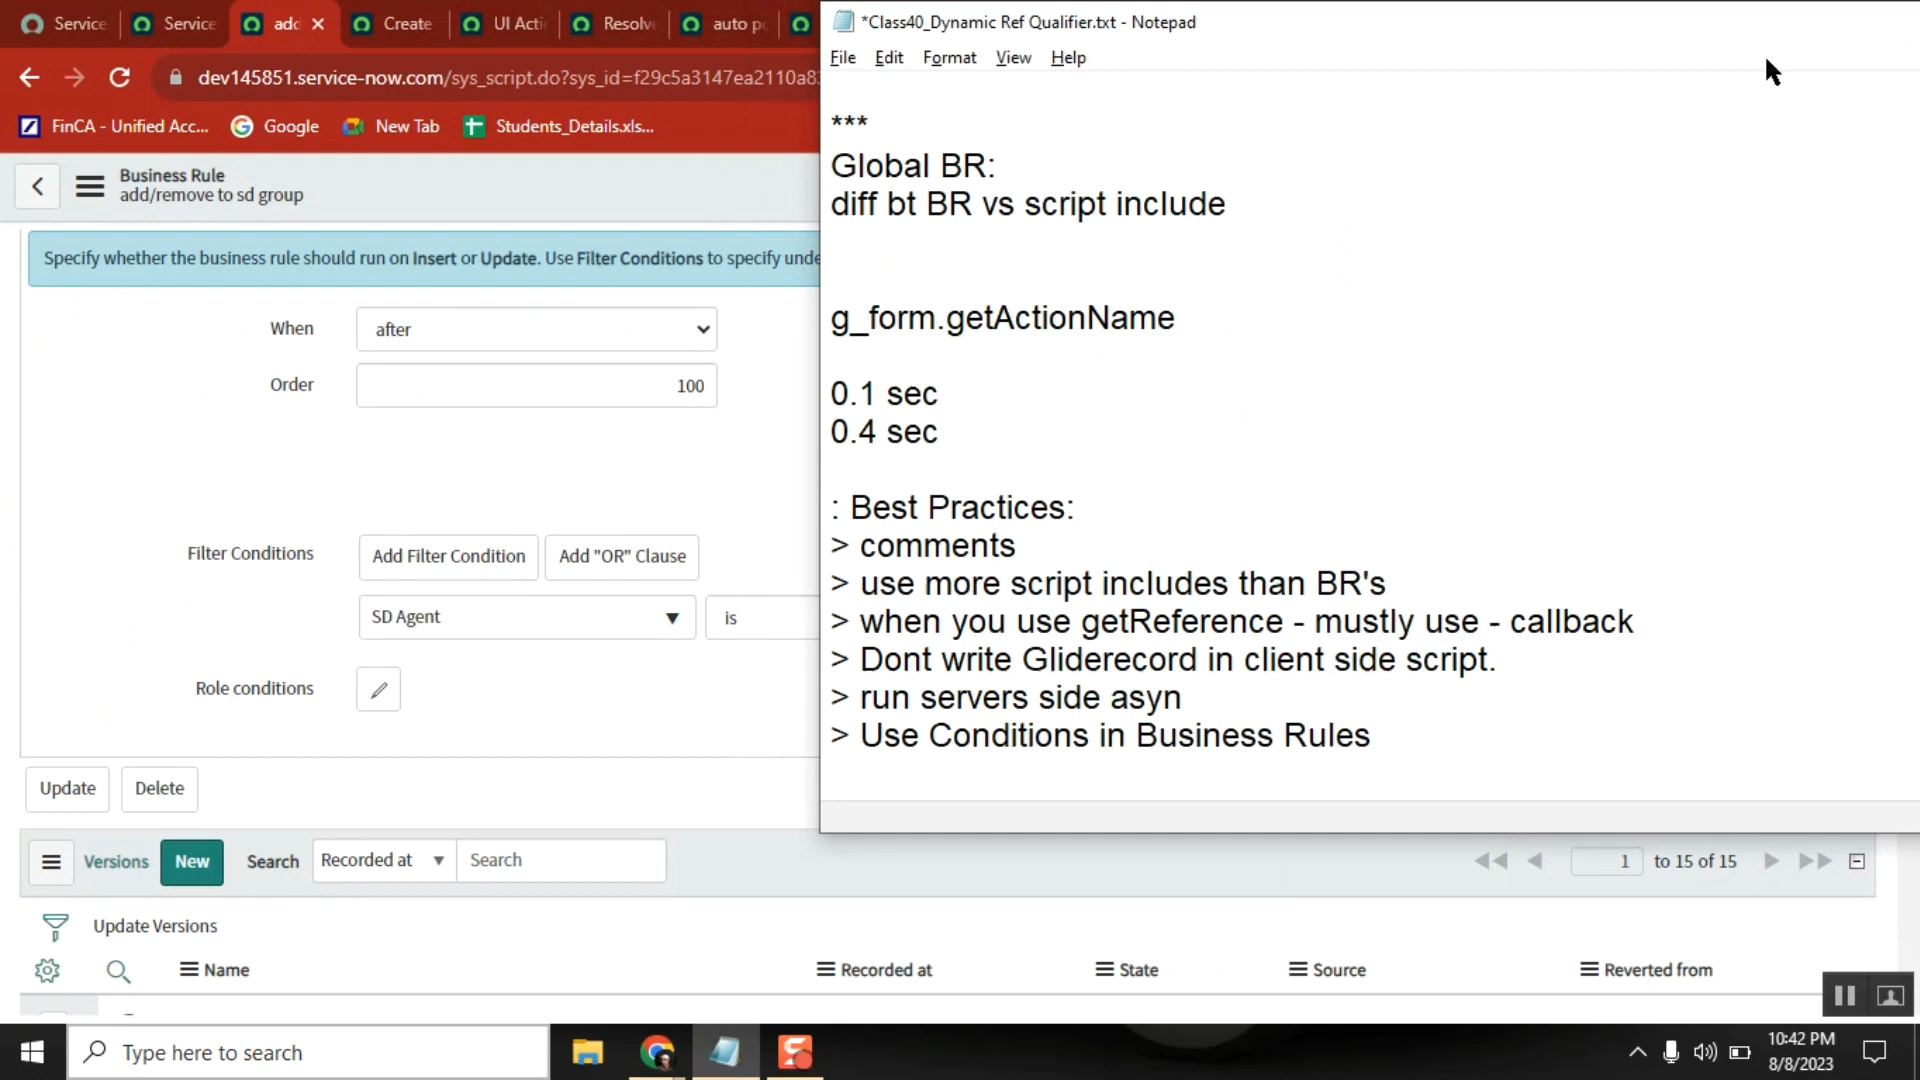 Service
Service
add
Create
UI Acti
Resolv
auto po
dev145851.service-now.com/sys_script.do?sys_id=f29c5a3147ea2110a8
FinCA - Unified Acc...
Google
New Tab
Students_Details.xls...
Business Rule
add/remove to sd group
Specify whether the business rule should run on Insert or Update. Use Filter Conditions to specify unde
When
after
Order
100
Filter Conditions
Add Filter Condition
Add "OR" Clause
SD Agent
is
Role conditions
Update
Delete
*Class40_Dynamic Ref Qualifier.txt - Notepad
File Edit Format View Help
***
Global BR:
diff bt BR vs script include
g_form.getActionName
0.1 sec
0.4 sec
: Best Practices:
> comments
> use more script includes than BR's
> when you use getReference - mustly use - callback
> Dont write Gliderecord in client side script.
> run servers side asyn
> Use Conditions in Business Rules
Versions
New
Search
Recorded at
Search
1 to 15 of 15
Update Versions
Name
Recorded at
State
Source
Reverted from
Type here to search
10:42 PM
8/8/2023